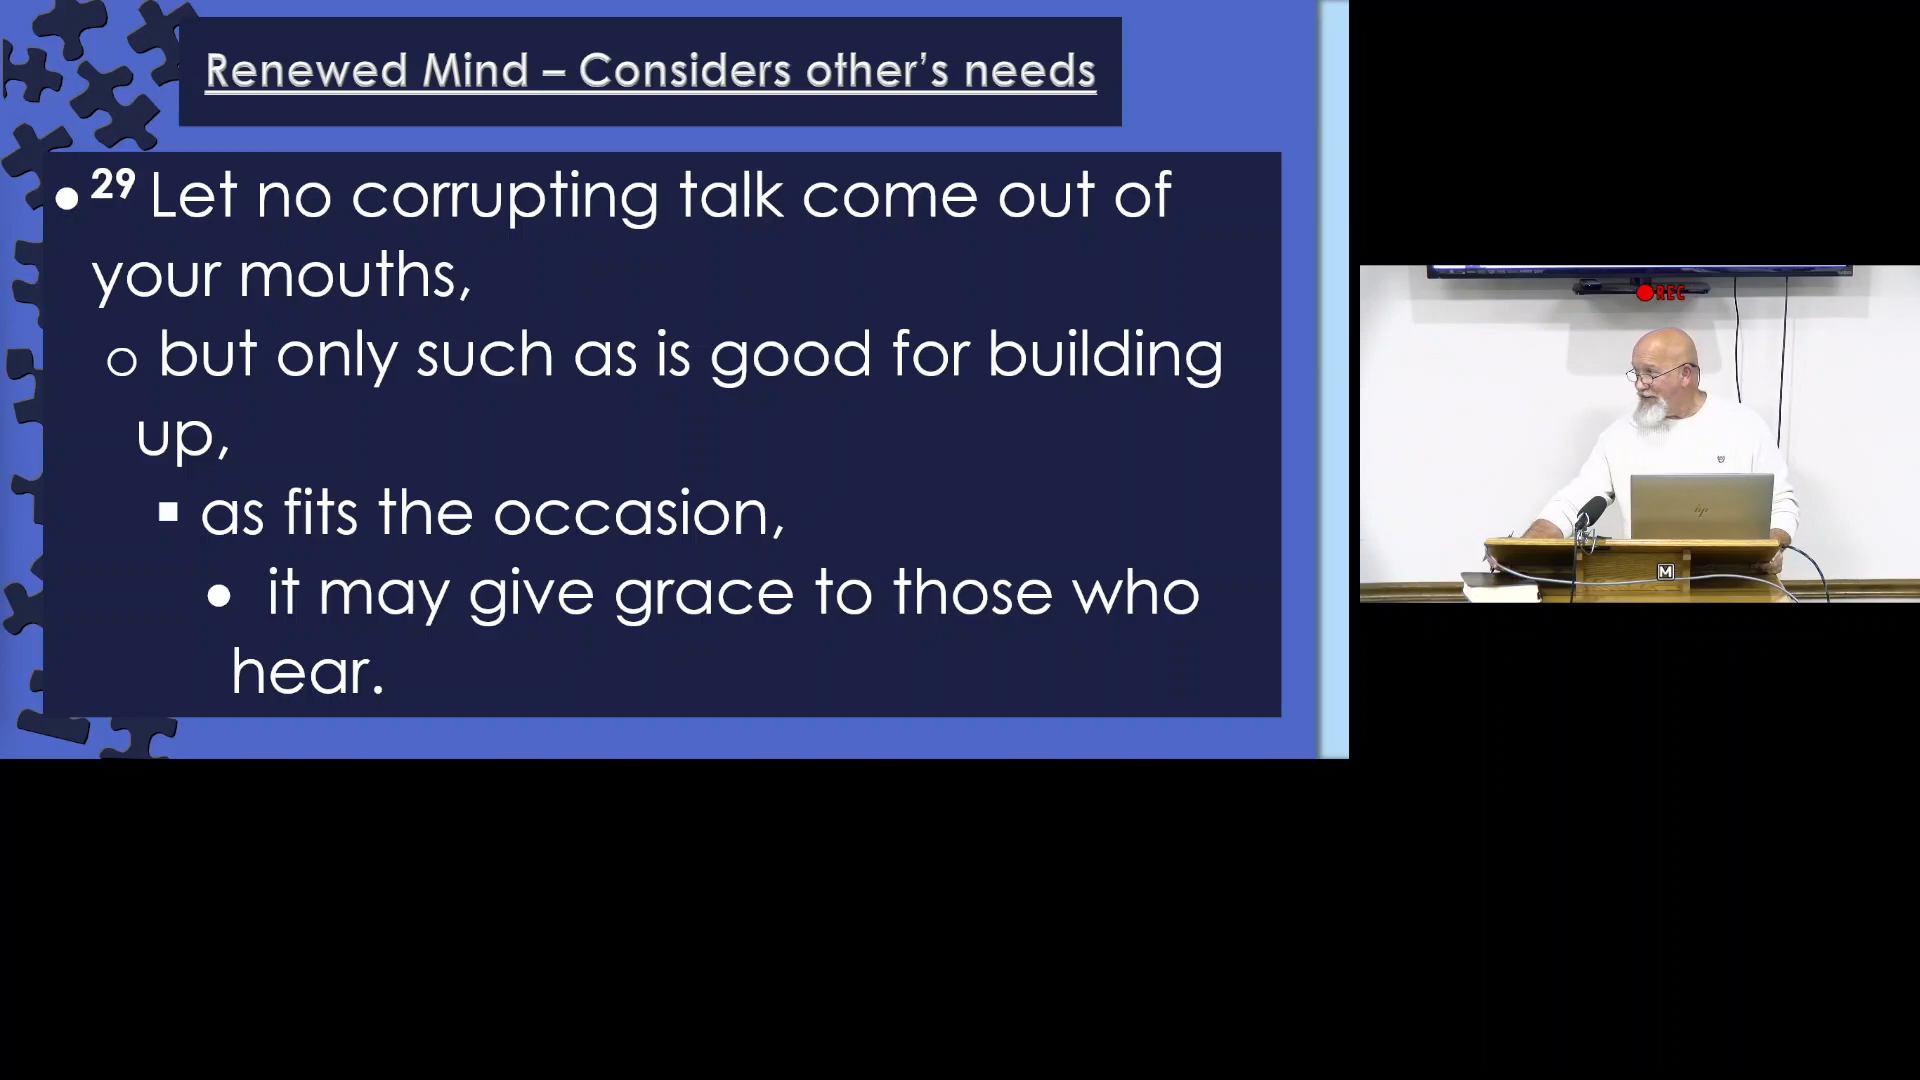 Renewed Mind – Considers other’s needs
• 29 Let no corrupting talk come out of
your mouths,
o but only such as is good for building
up,
▪ as fits the occasion,
• it may give grace to those who
hear.
REC
hp
M